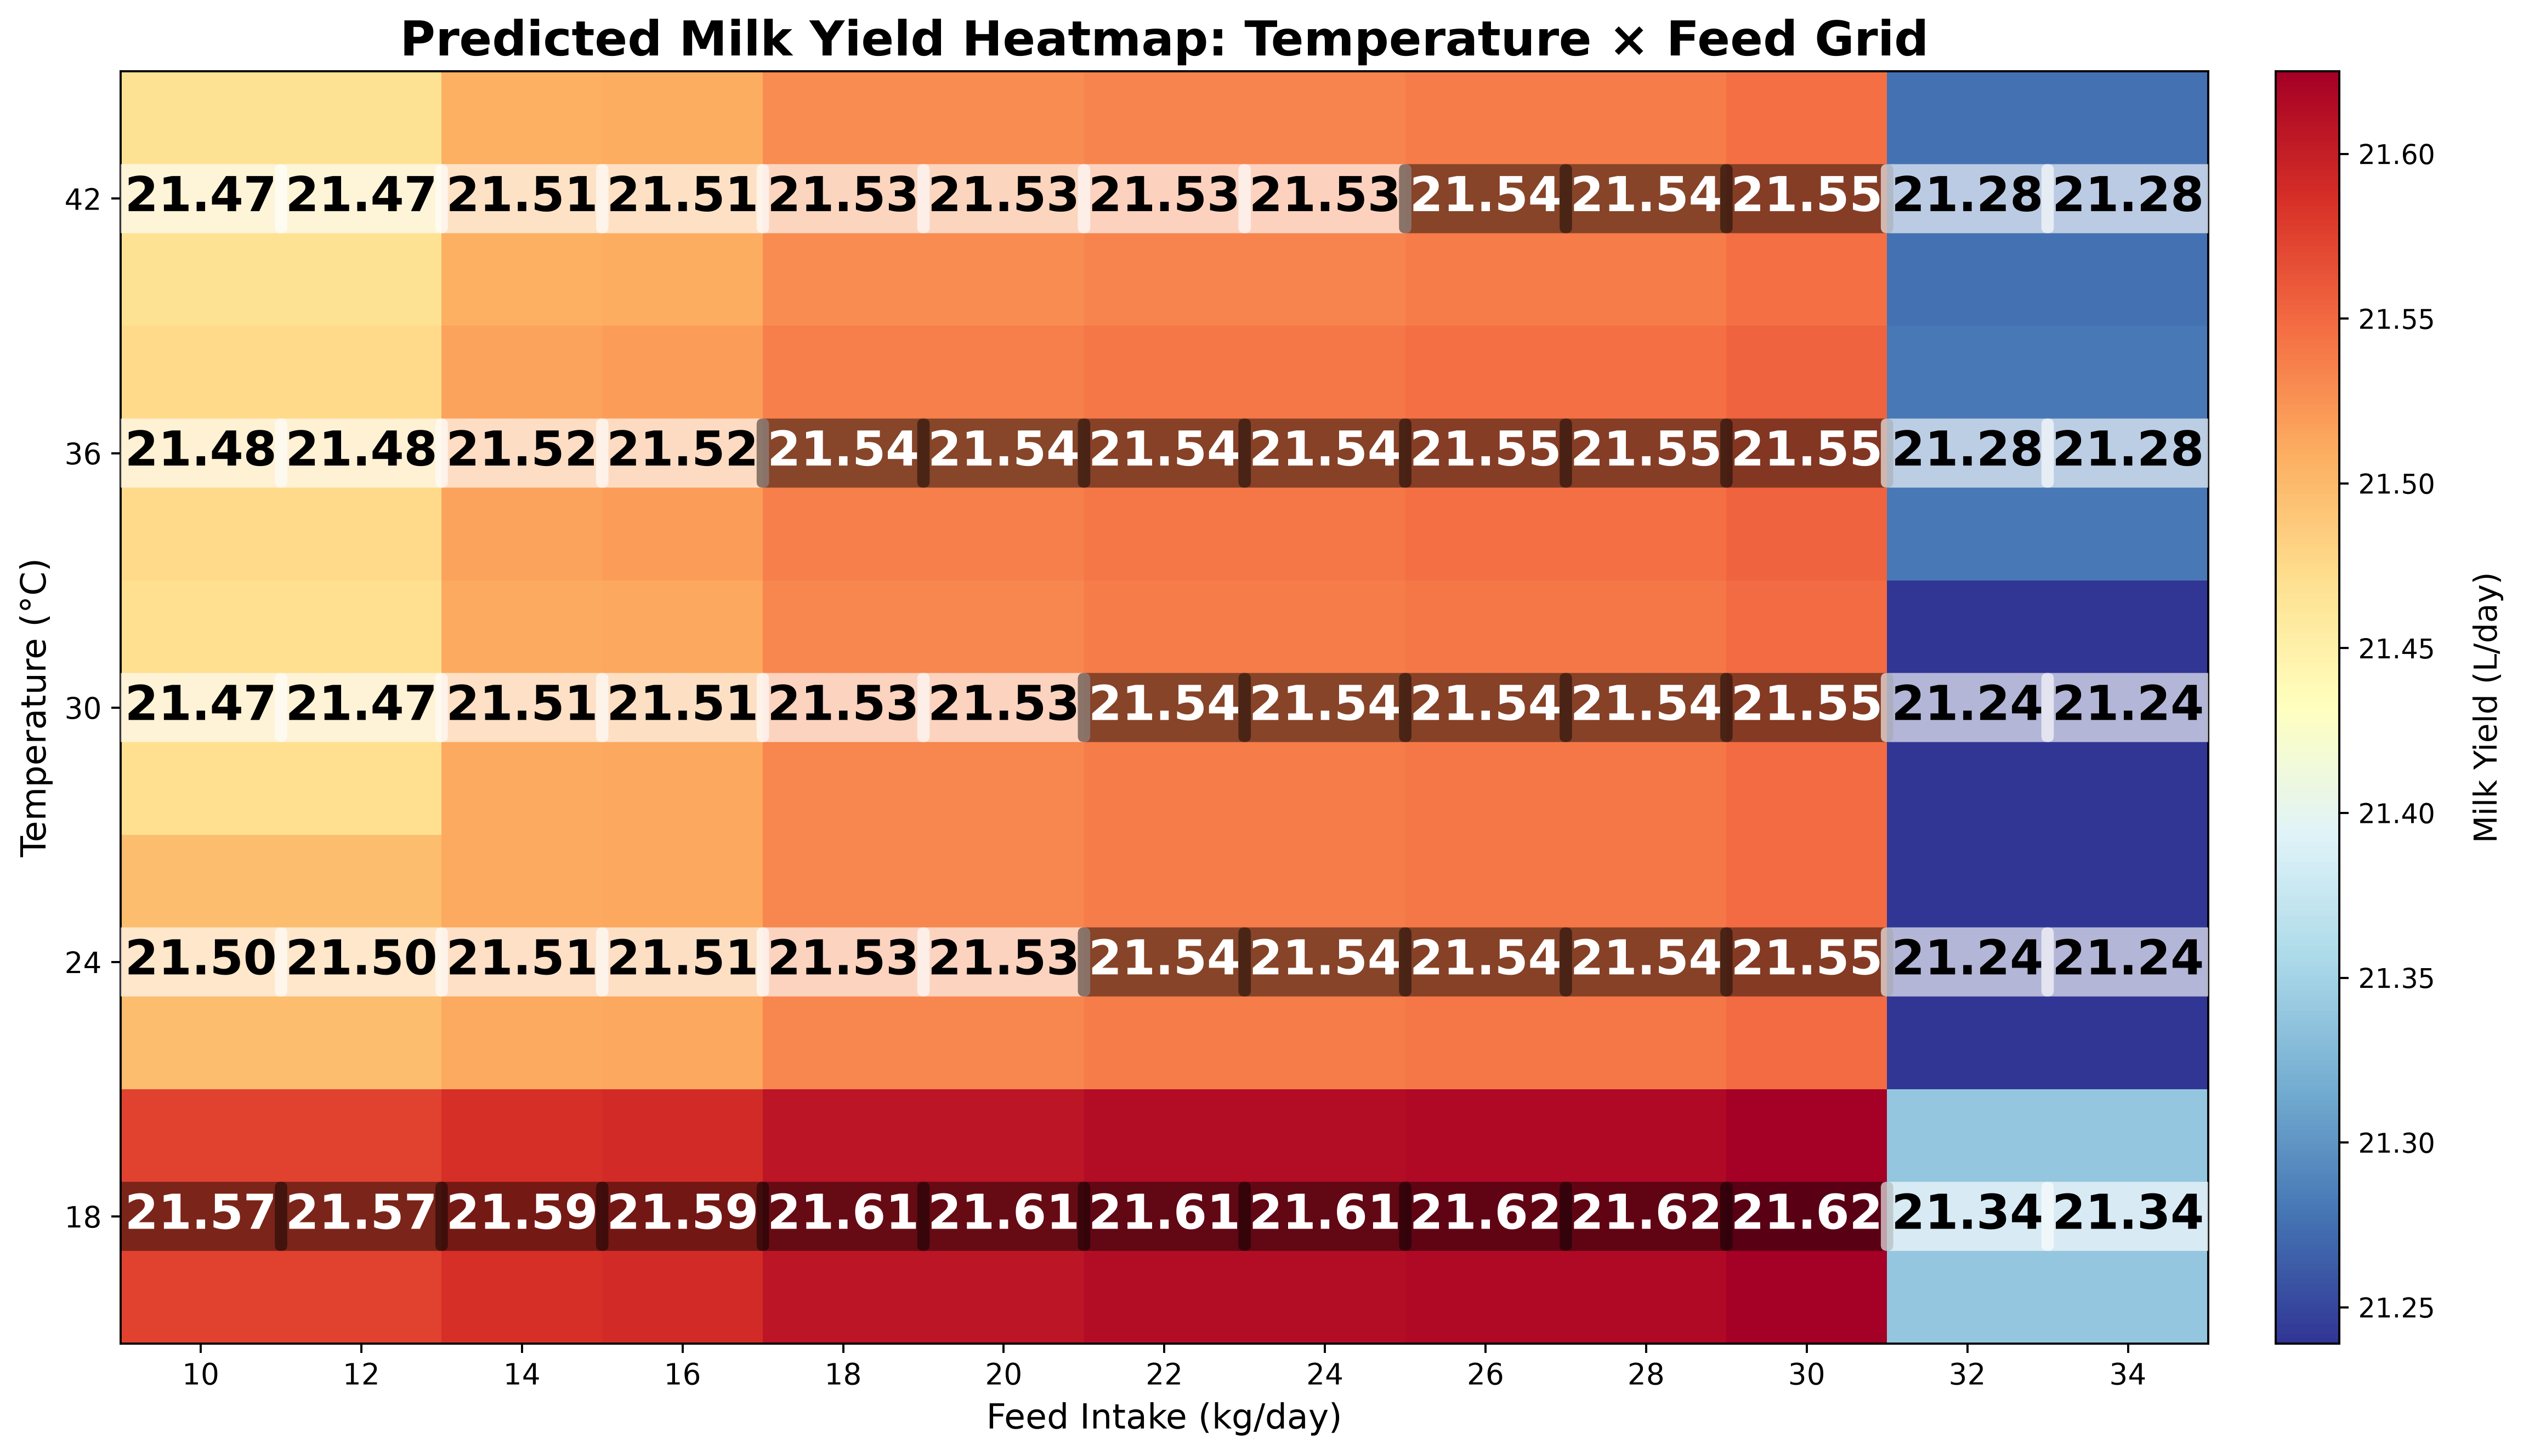 Predicted Milk Yield Heatmap: Temperature × Feed Grid
Temperature (°C)
42 21.47 21.47 21.51 21.51 21.53 21.53 21.53 21.53 21.54 21.54 21.55 21.28 21.28
36 21.48 21.48 21.52 21.52 21.54 21.54 21.54 21.54 21.55 21.55 21.55 21.28 21.28
30 21.47 21.47 21.51 21.51 21.53 21.53 21.54 21.54 21.54 21.54 21.55 21.24 21.24
24 21.50 21.50 21.51 21.51 21.53 21.53 21.54 21.54 21.54 21.54 21.55 21.24 21.24
18 21.57 21.57 21.59 21.59 21.61 21.61 21.61 21.61 21.62 21.62 21.62 21.34 21.34
10 12 14 16 18 20 22 24 26 28 30 32 34
Feed Intake (kg/day)
21.60
21.55
21.50
21.45
21.40
21.35
21.30
21.25
Milk Yield (L/day)